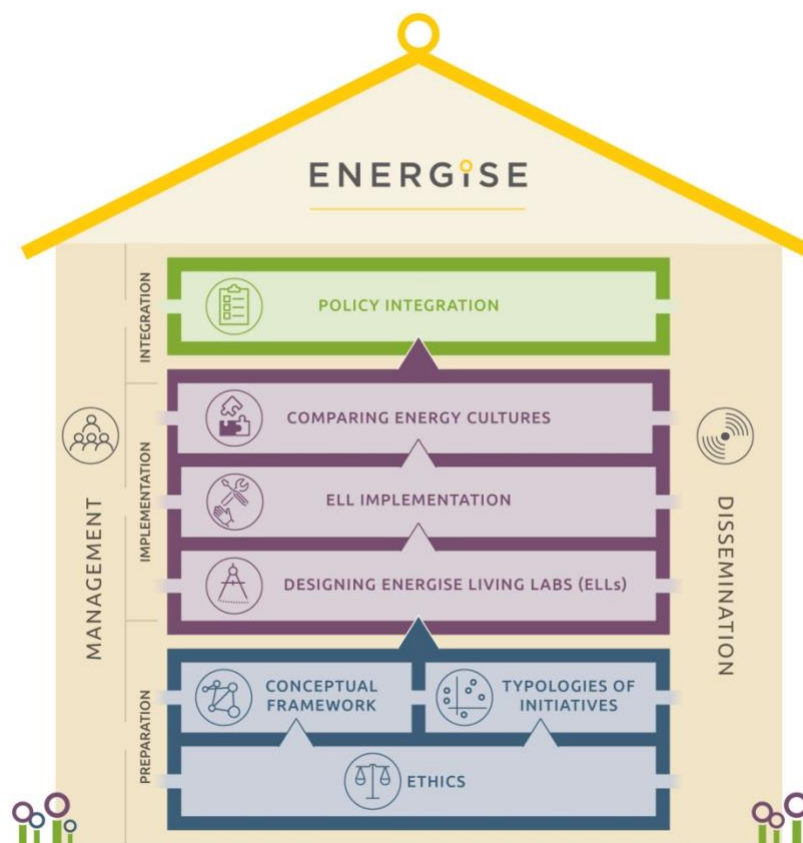 ENERGISE
INTEGRATION
POLICY INTEGRATION
IMPLEMENTATION
COMPARING ENERGY CULTURES
ELL IMPLEMENTATION
DESIGNING ENERGISE LIVING LABS (ELLs)
MANAGEMENT
DISSEMINATION
PREPARATION
CONCEPTUAL
FRAMEWORK
TYPOLOGIES OF
INITIATIVES
ETHICS